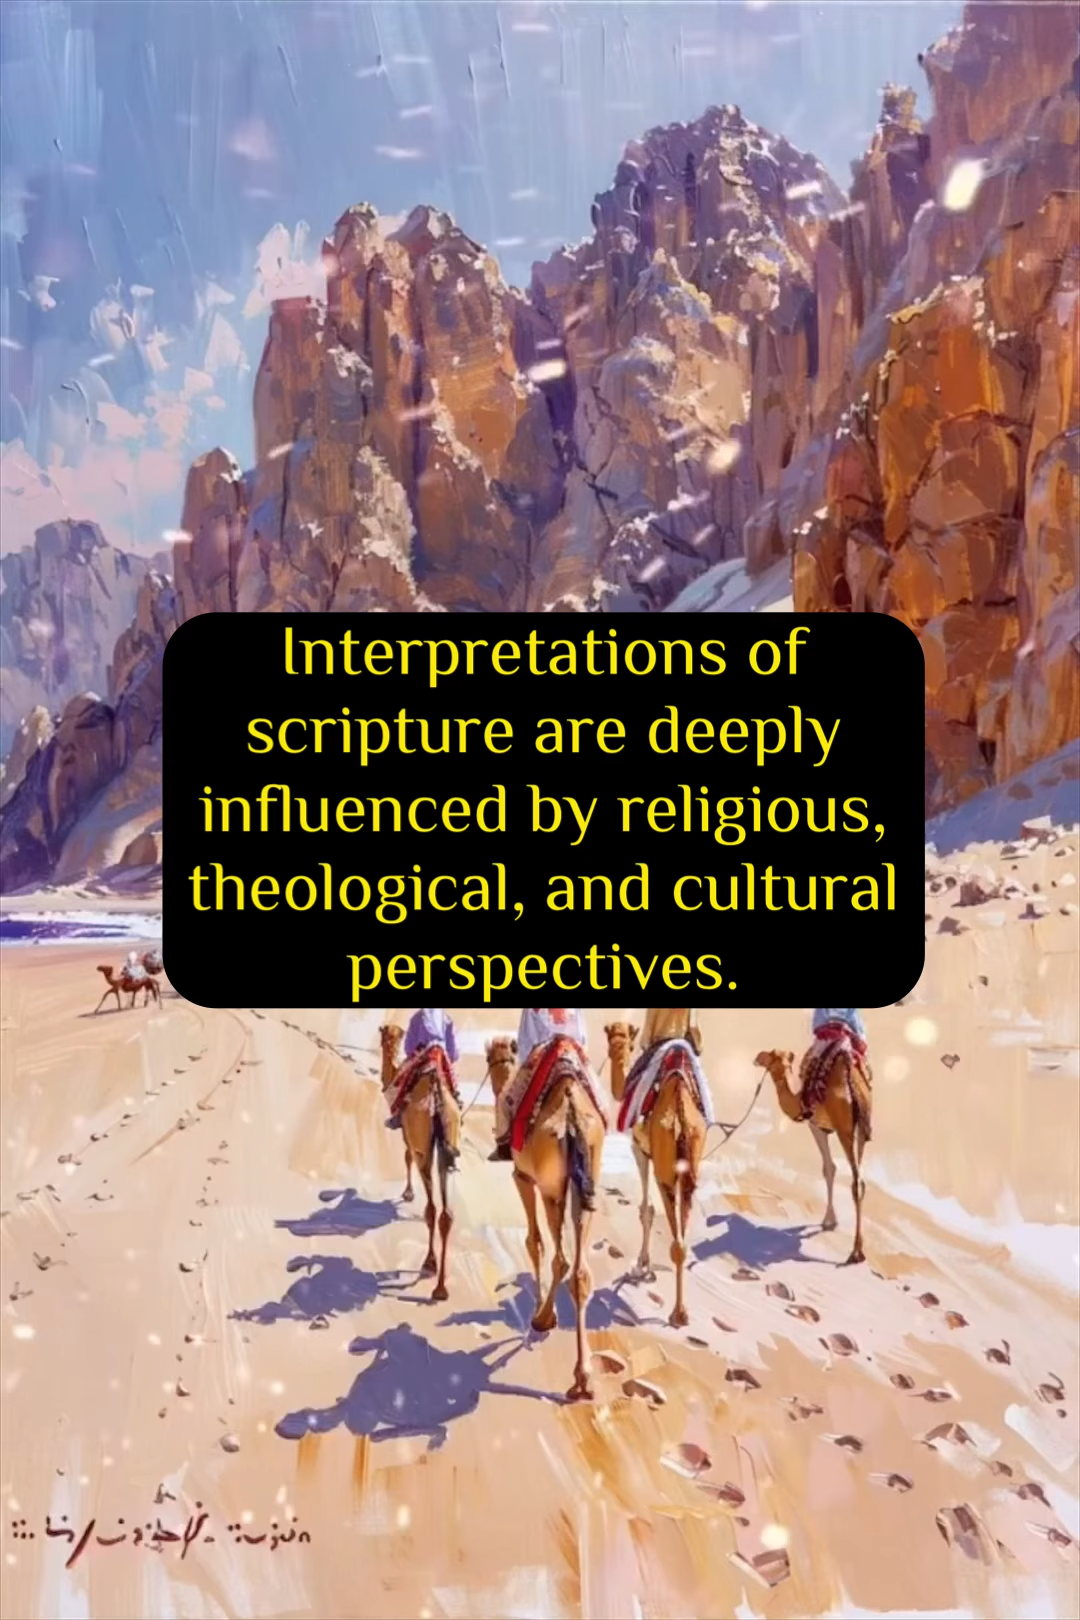 Interpretations of
scripture are deeply
influenced by religious,
theological, and cultural
perspectives.